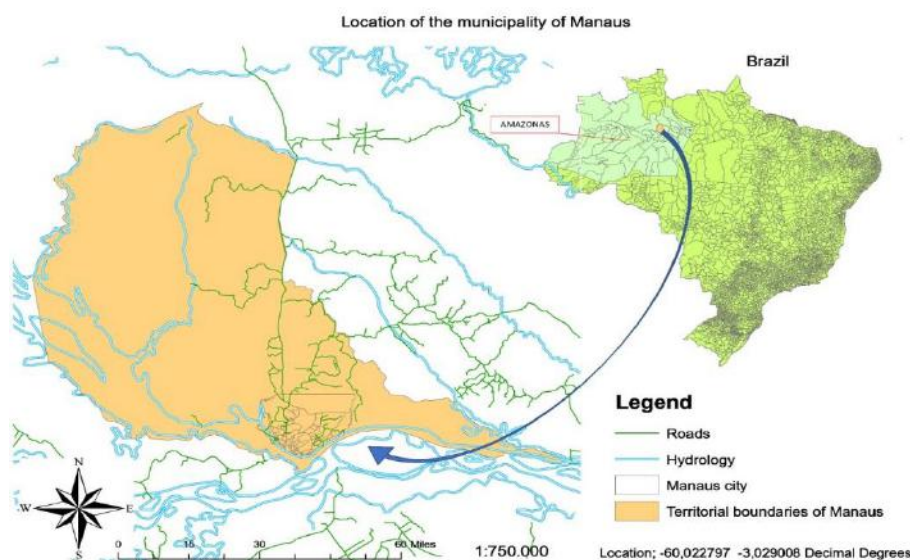 Location of the municipality of Manaus
Brazil
AMAZONAS
Legend
Roads
Hydrology
Manaus city
Territorial boundaries of Manaus
N
W
E
S
0 15 30 60 Miles
1:750.000
Location; -60,022797 -3,029008 Decimal Degrees